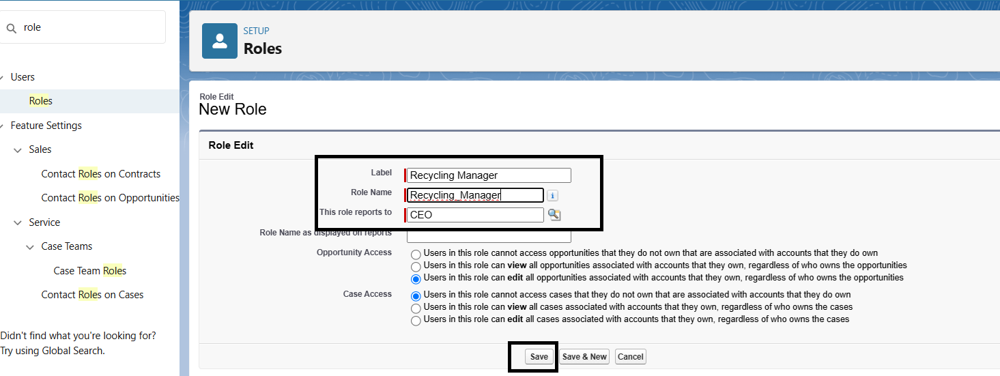 role
Users
Roles
Feature Settings
Sales
Contact Roles on Contracts
Contact Roles on Opportunities
Service
Case Teams
Case Team Roles
Contact Roles on Cases
Didn't find what you're looking for?
Try using Global Search.
SETUP
Roles
Role Edit
New Role
Role Edit
Label Recycling Manager
Role Name Recycling_Manager i
This role reports to CEO
Role Name as displayed on reports
Opportunity Access Users in this role cannot access opportunities that they do not own that are associated with accounts that they do own
Users in this role can view all opportunities associated with accounts that they own, regardless of who owns the opportunities
Users in this role can edit all opportunities associated with accounts that they own, regardless of who owns the opportunities
Case Access Users in this role cannot access cases that they do not own that are associated with accounts that they do own
Users in this role can view all cases associated with accounts that they own, regardless of who owns the cases
Users in this role can edit all cases associated with accounts that they own, regardless of who owns the cases
Save Save & New Cancel